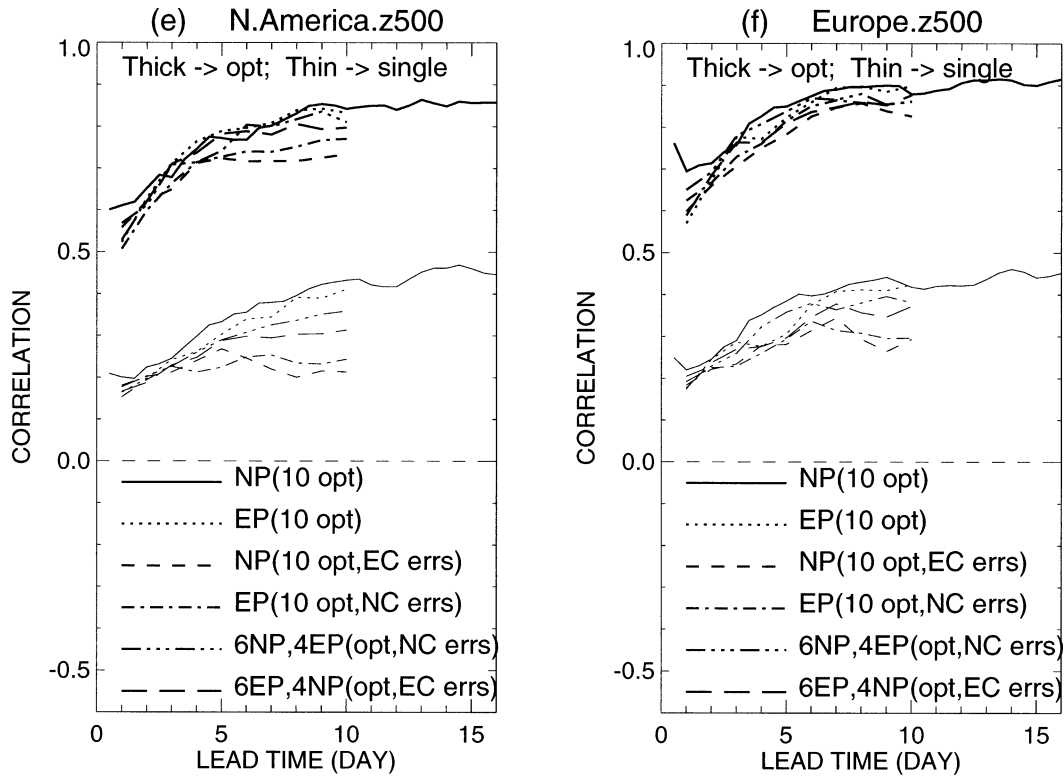 (e) N.America.z500
Thick -> opt; Thin -> single
1.0
0.5
0.0
-0.5
CORRELATION
NP(10 opt)
EP(10 opt)
NP(10 opt,EC errs)
EP(10 opt,NC errs)
6NP,4EP(opt,NC errs)
6EP,4NP(opt,EC errs)
0 5 10 15
LEAD TIME (DAY)
(f) Europe.z500
Thick -> opt; Thin -> single
1.0
0.5
0.0
-0.5
CORRELATION
NP(10 opt)
EP(10 opt)
NP(10 opt,EC errs)
EP(10 opt,NC errs)
6NP,4EP(opt,NC errs)
6EP,4NP(opt,EC errs)
0 5 10 15
LEAD TIME (DAY)